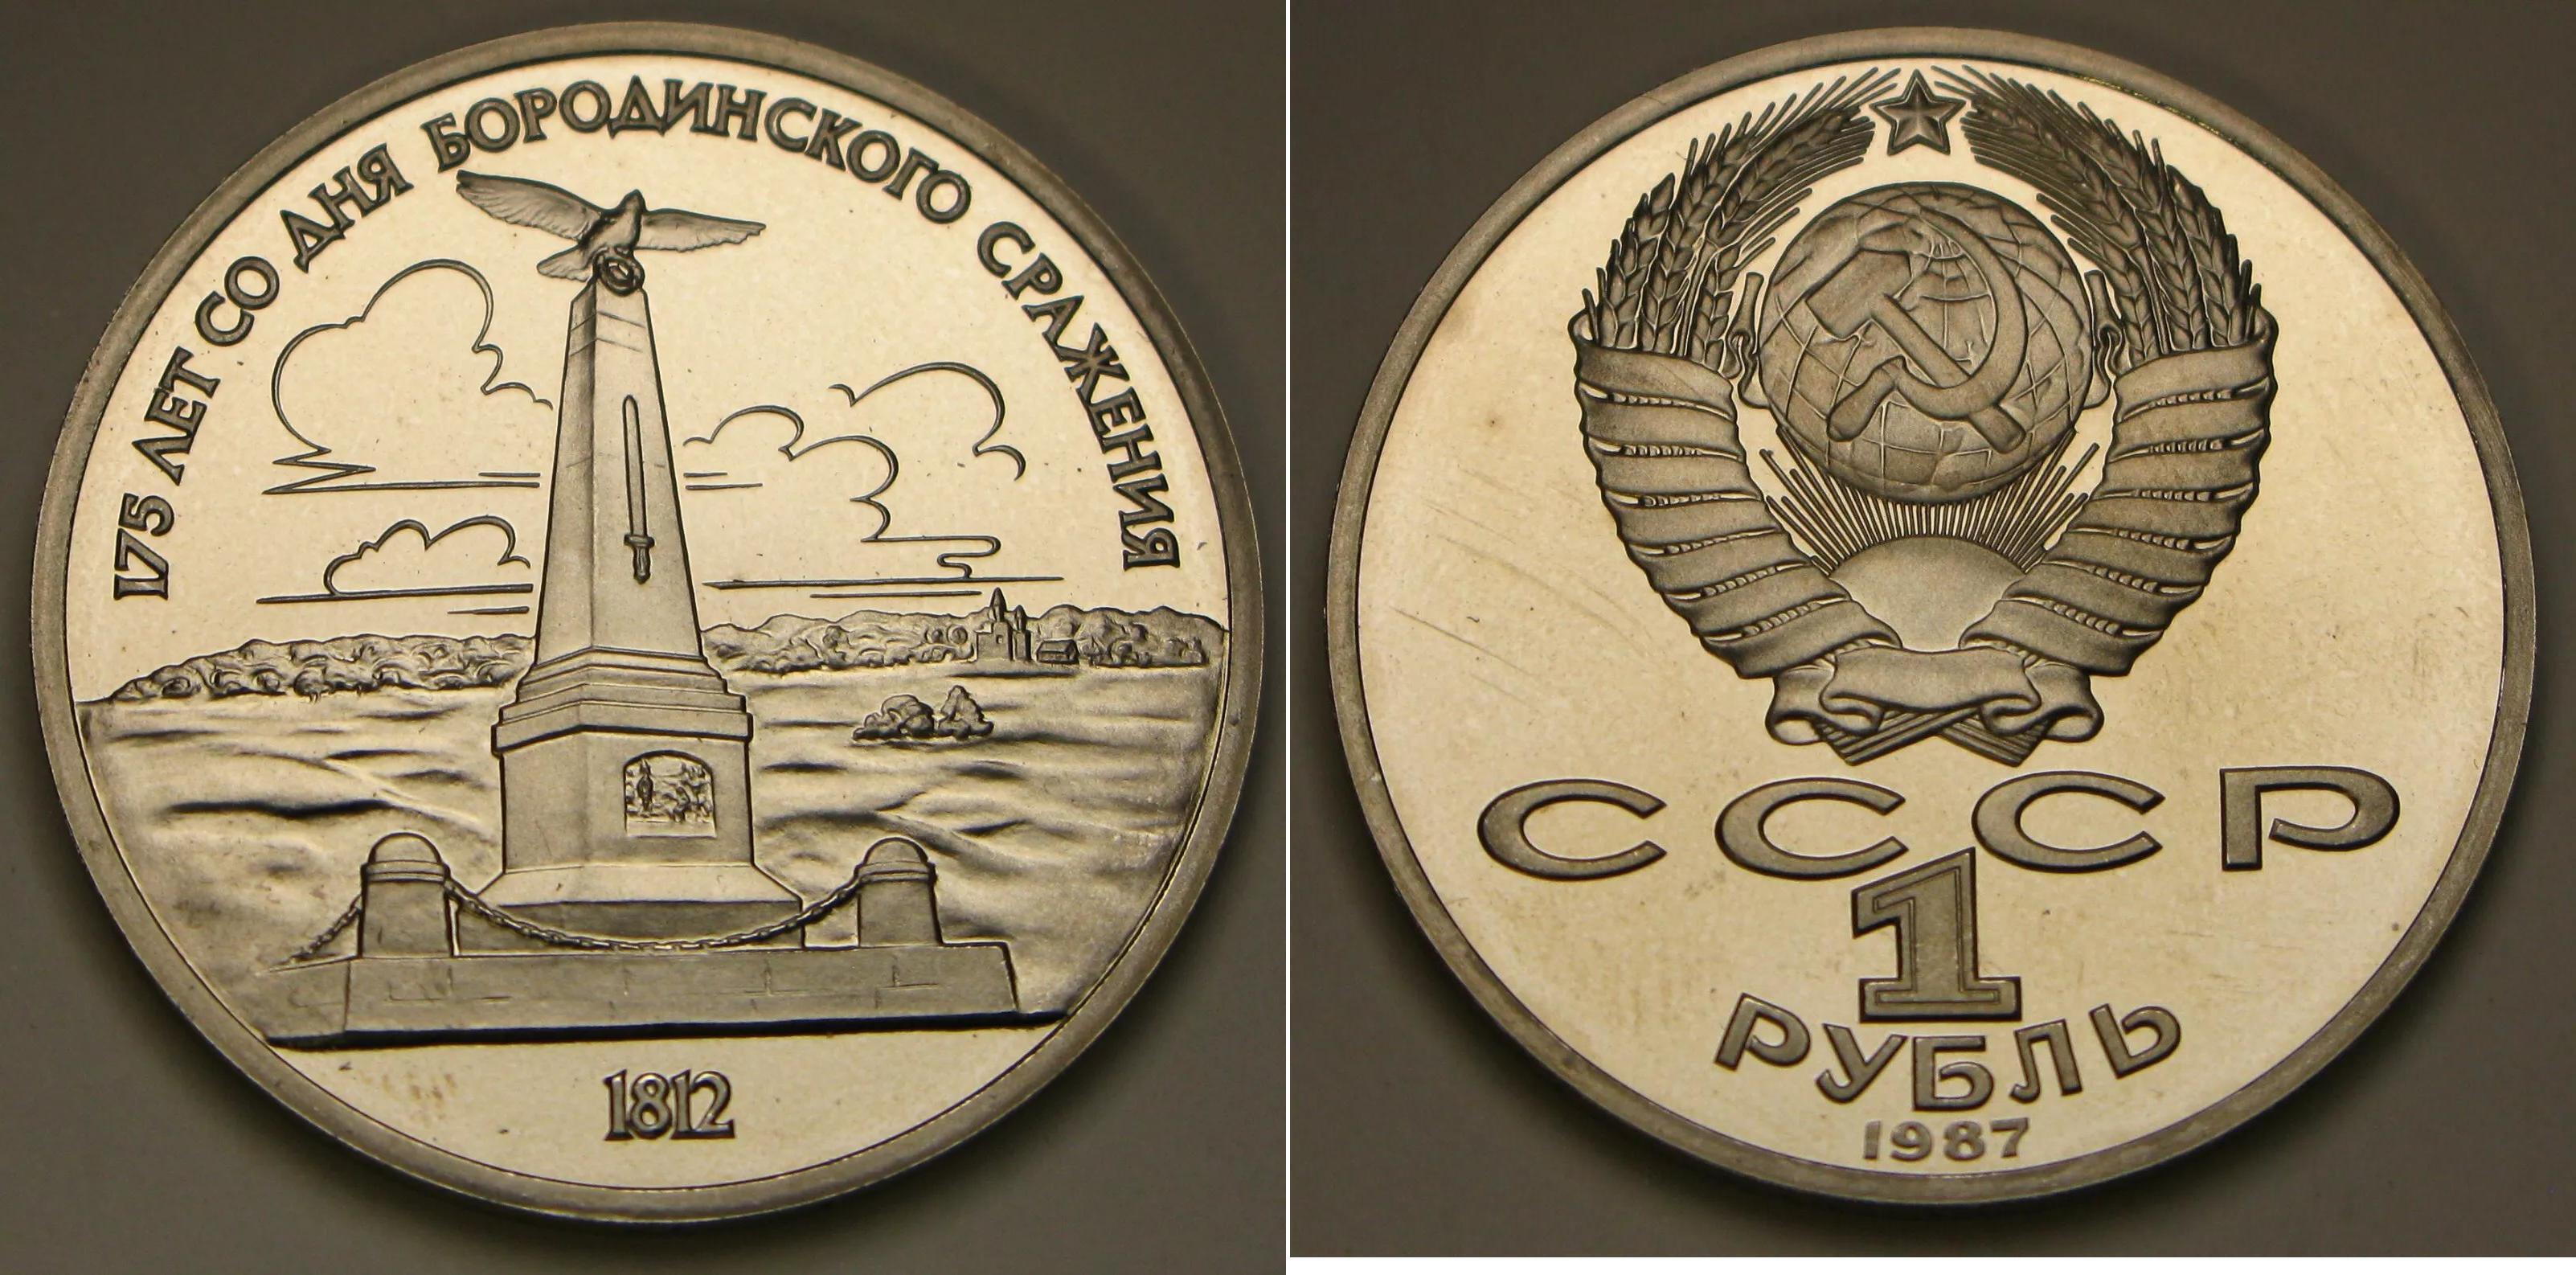 175 ЛЕТ СО ДНЯ БОРОДИНСКОГО СРАЖЕНИЯ
1812
СССР
1
РУБЛЬ
1987